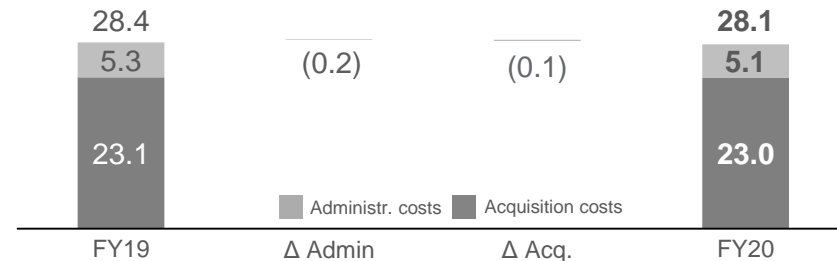 28.4 28.1
5.3 (0.2) (0.1) 5.1
23.1 23.0
Administr. costs Acquisition costs
FY19 Δ Admin Δ Acq. FY20